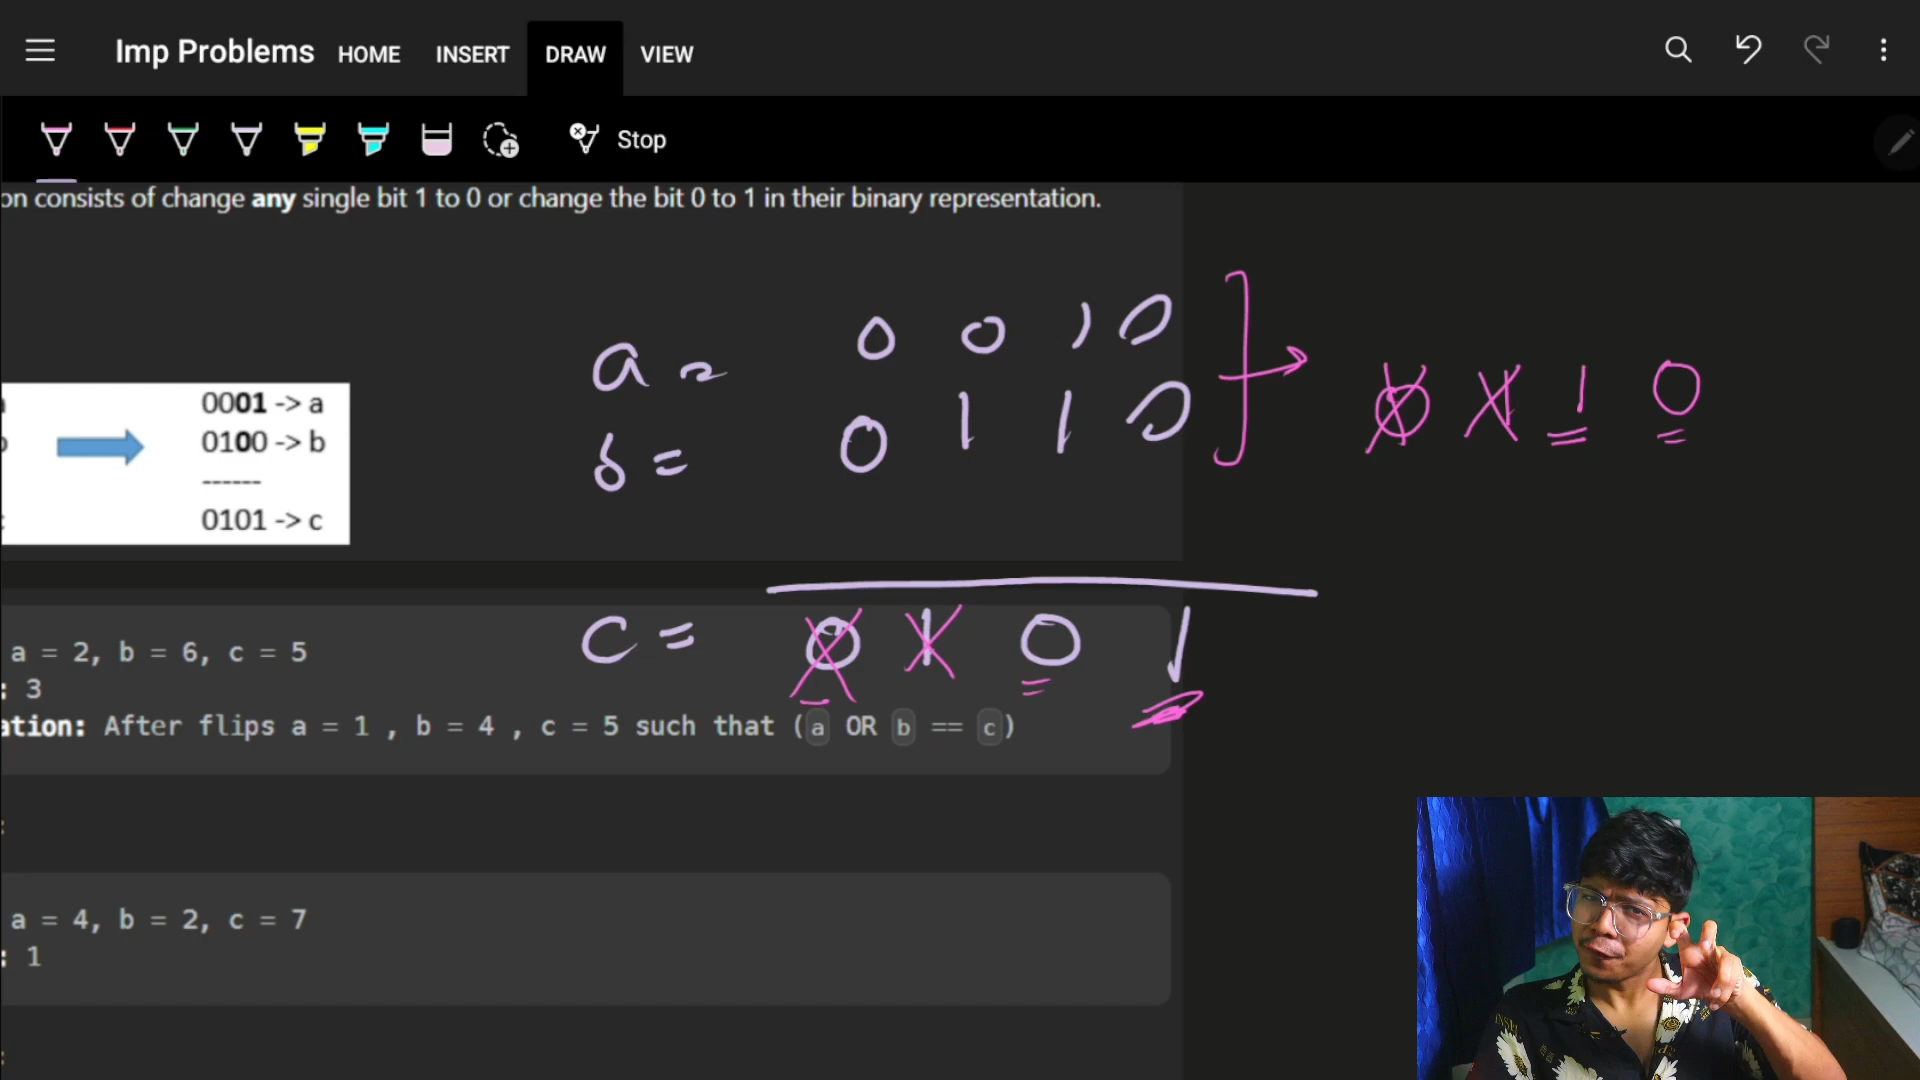 Imp Problems HOME INSERT DRAW VIEW
Stop
on consists of change any single bit 1 to 0 or change the bit 0 to 1 in their binary representation.
a = 0 0 1 0
b = 0 1 1 0
0 1 1 0
0001 -> a
0100 -> b
------
0101 -> c
c = 0 1 0 1
a = 2, b = 6, c = 5
: 3
ation: After flips a = 1 , b = 4 , c = 5 such that (a OR b == c)
:
a = 4, b = 2, c = 7
: 1
: